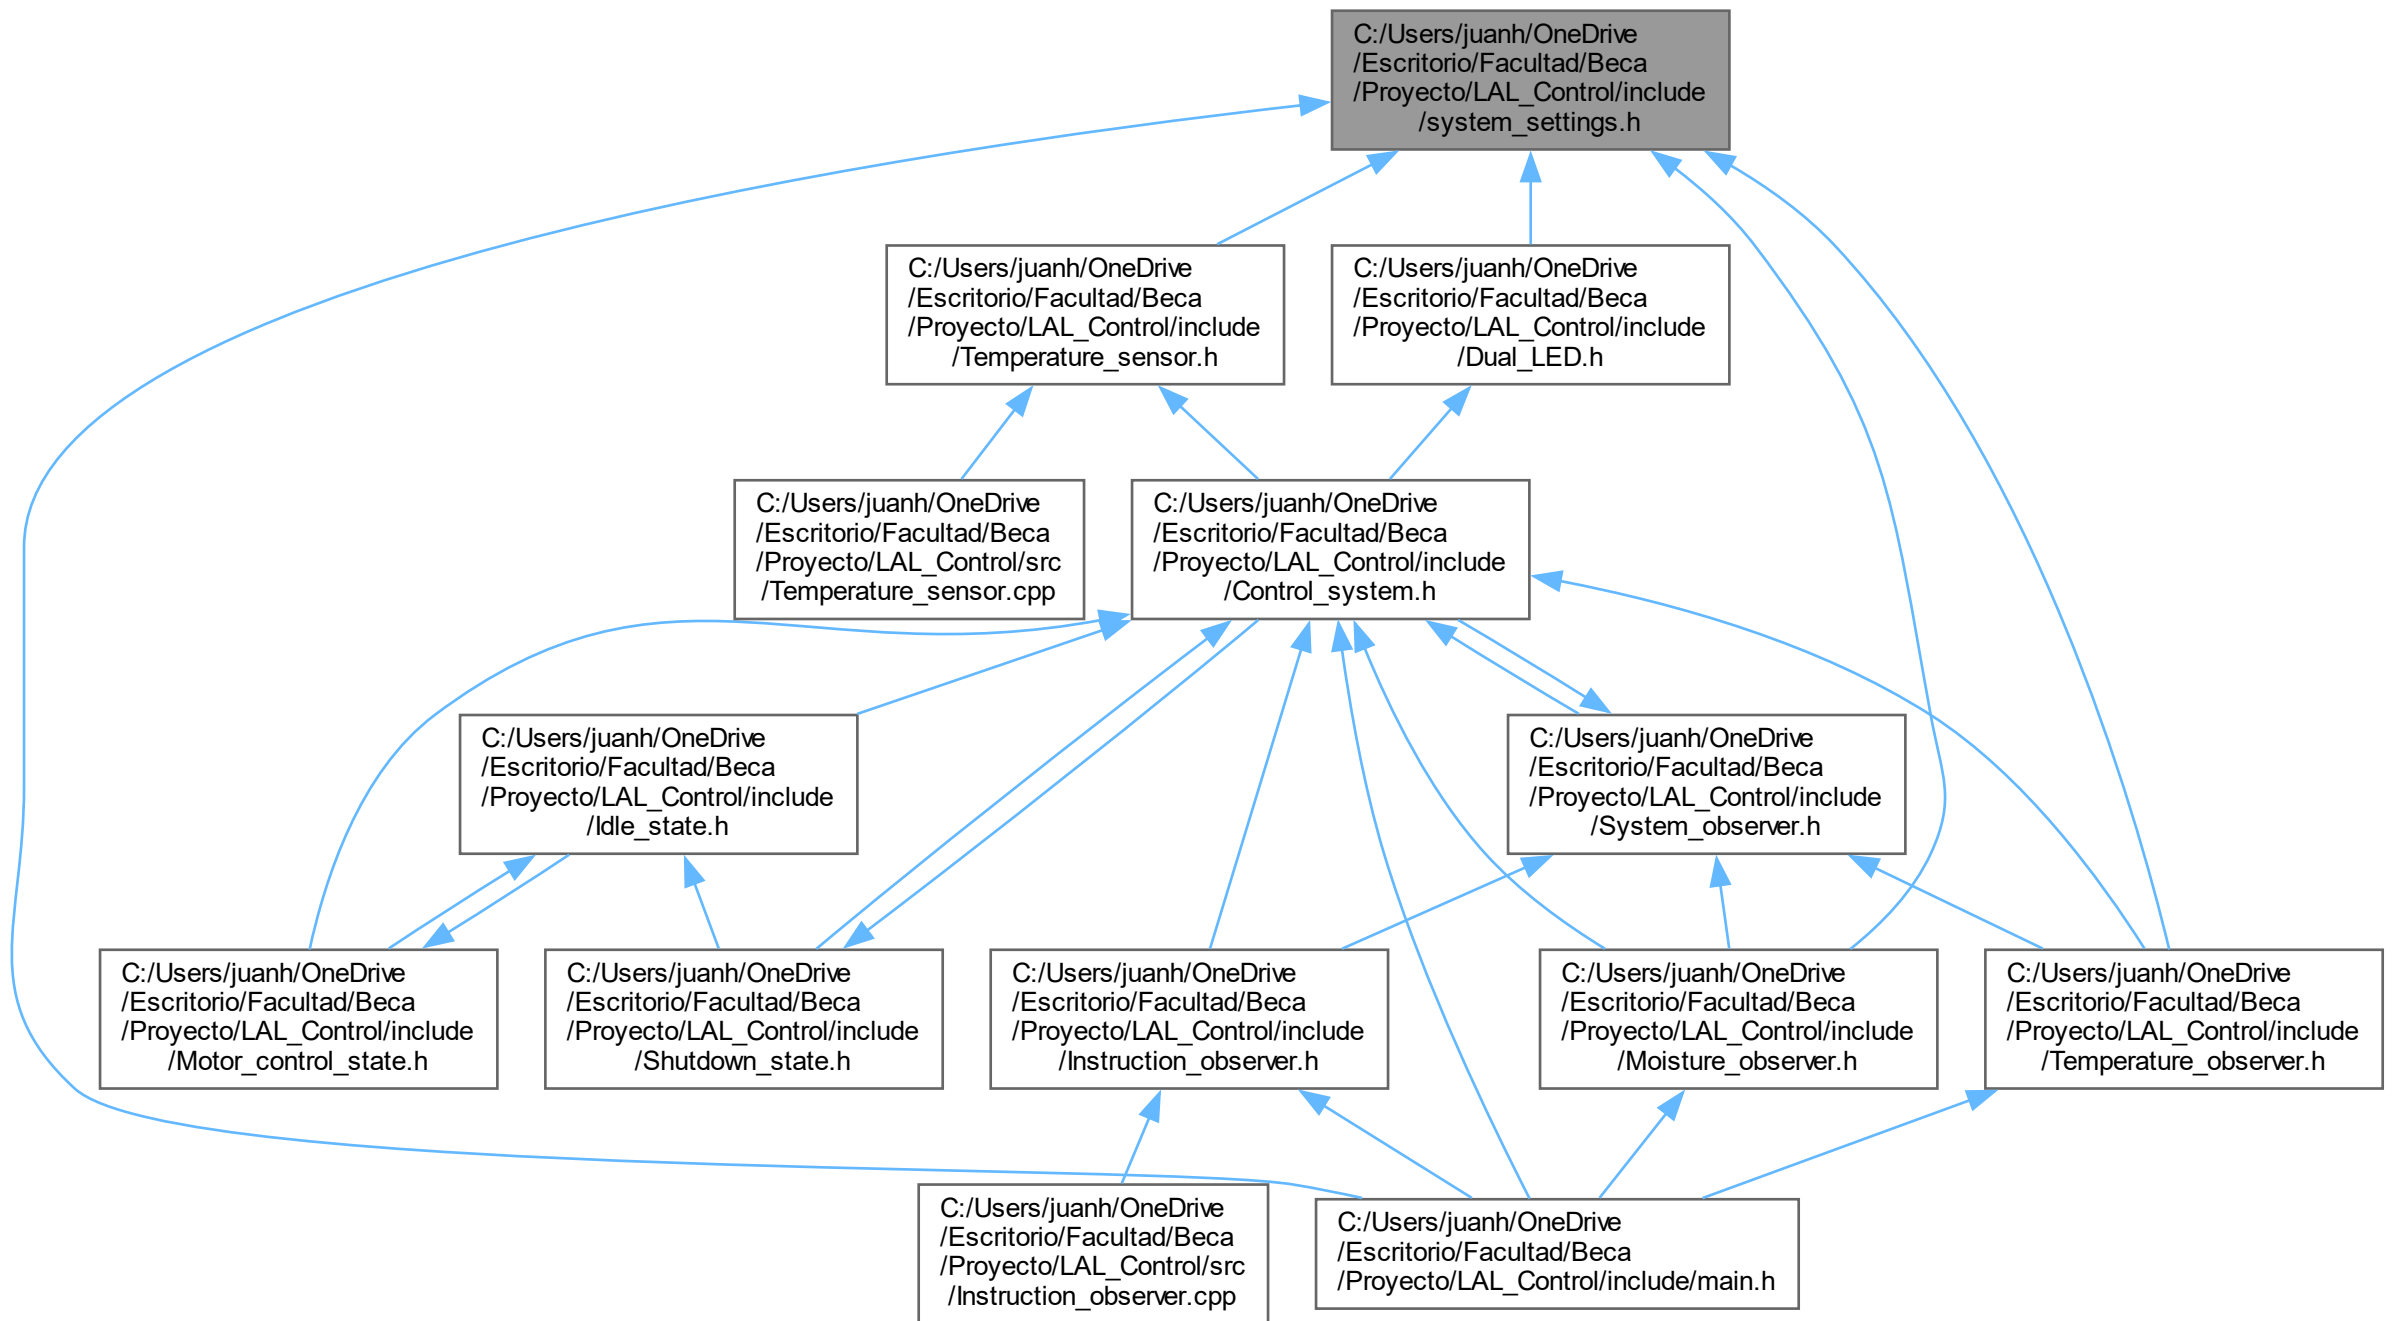 C:/Users/juanh/OneDrive
/Escritorio/Facultad/Beca
/Proyecto/LAL_Control/include
/system_settings.h
C:/Users/juanh/OneDrive
/Escritorio/Facultad/Beca
/Proyecto/LAL_Control/include
/Temperature_sensor.h
C:/Users/juanh/OneDrive
/Escritorio/Facultad/Beca
/Proyecto/LAL_Control/include
/Dual_LED.h
C:/Users/juanh/OneDrive
/Escritorio/Facultad/Beca
/Proyecto/LAL_Control/src
/Temperature_sensor.cpp
C:/Users/juanh/OneDrive
/Escritorio/Facultad/Beca
/Proyecto/LAL_Control/include
/Control_system.h
C:/Users/juanh/OneDrive
/Escritorio/Facultad/Beca
/Proyecto/LAL_Control/include
/Idle_state.h
C:/Users/juanh/OneDrive
/Escritorio/Facultad/Beca
/Proyecto/LAL_Control/include
/System_observer.h
C:/Users/juanh/OneDrive
/Escritorio/Facultad/Beca
/Proyecto/LAL_Control/include
/Motor_control_state.h
C:/Users/juanh/OneDrive
/Escritorio/Facultad/Beca
/Proyecto/LAL_Control/include
/Shutdown_state.h
C:/Users/juanh/OneDrive
/Escritorio/Facultad/Beca
/Proyecto/LAL_Control/include
/Instruction_observer.h
C:/Users/juanh/OneDrive
/Escritorio/Facultad/Beca
/Proyecto/LAL_Control/include
/Moisture_observer.h
C:/Users/juanh/OneDrive
/Escritorio/Facultad/Beca
/Proyecto/LAL_Control/include
/Temperature_observer.h
C:/Users/juanh/OneDrive
/Escritorio/Facultad/Beca
/Proyecto/LAL_Control/src
/Instruction_observer.cpp
C:/Users/juanh/OneDrive
/Escritorio/Facultad/Beca
/Proyecto/LAL_Control/include/main.h